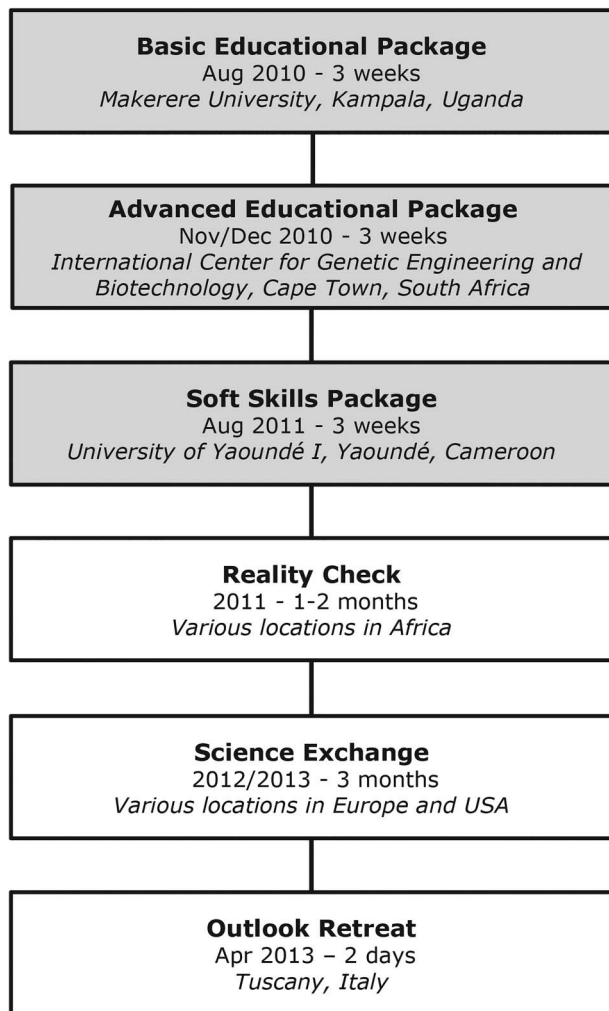 Basic Educational Package
Aug 2010 - 3 weeks
Makerere University, Kampala, Uganda
Advanced Educational Package
Nov/Dec 2010 - 3 weeks
International Center for Genetic Engineering and
Biotechnology, Cape Town, South Africa
Soft Skills Package
Aug 2011 - 3 weeks
University of Yaoundé I, Yaoundé, Cameroon
Reality Check
2011 - 1-2 months
Various locations in Africa
Science Exchange
2012/2013 - 3 months
Various locations in Europe and USA
Outlook Retreat
Apr 2013 – 2 days
Tuscany, Italy